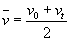 v̄ = (v₀ + vₜ) / 2